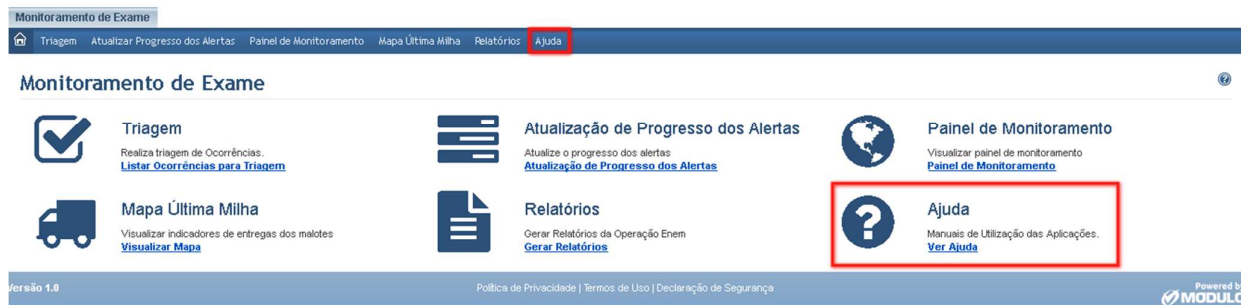 Monitoramento de Exame
Triagem Atualizar Progresso dos Alertas Painel de Monitoramento Mapa Última Milha Relatórios Ajuda
Monitoramento de Exame
Triagem
Realiza triagem de Ocorrências.
Listar Ocorrências para Triagem
Atualização de Progresso dos Alertas
Atualize o progresso dos alertas
Atualização de Progresso dos Alertas
Painel de Monitoramento
Visualizar painel de monitoramento
Painel de Monitoramento
Mapa Última Milha
Visualizar indicadores de entregas dos malotes
Visualizar Mapa
Relatórios
Gerar Relatórios da Operação Enem
Gerar Relatórios
Ajuda
Manuais de Utilização das Aplicações.
Ver Ajuda
Versão 1.0
Política de Privacidade | Termos de Uso | Declaração de Segurança
Powered by
MODULO